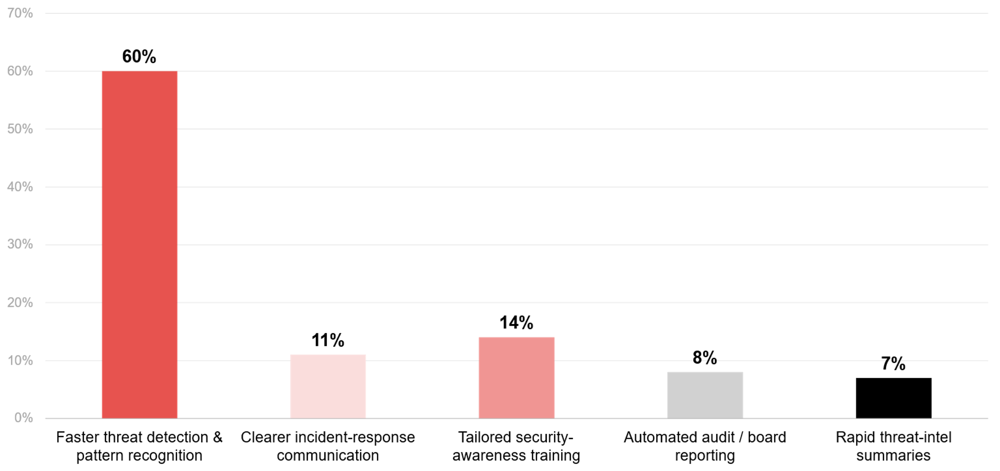 70%
60%
60%
50%
40%
30%
20%
14%
11%
10%
8%
7%
0%
Faster threat detection &
pattern recognition
Clearer incident-response
communication
Tailored security-
awareness training
Automated audit / board
reporting
Rapid threat-intel
summaries